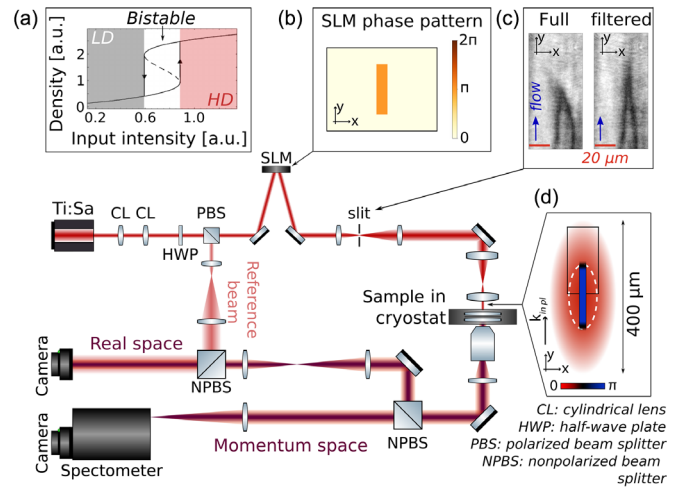 (a)
Bistable
LD
HD
Density [a.u.]
2
1
0
0.2
0.6
1.0
Input intensity [a.u.]
(b)
SLM phase pattern
2π
π
0
y
x
(c)
Full
filtered
y
x
y
x
flow
flow
20 μm
SLM
Ti:Sa
CL CL
HWP
PBS
slit
Reference
beam
Sample in
cryostat
(d)
k in pl
400 μm
y
x
0
π
Real space
Camera
NPBS
Camera
Spectometer
Momentum space
NPBS
CL: cylindrical lens
HWP: half-wave plate
PBS: polarized beam splitter
NPBS: nonpolarized beam
splitter